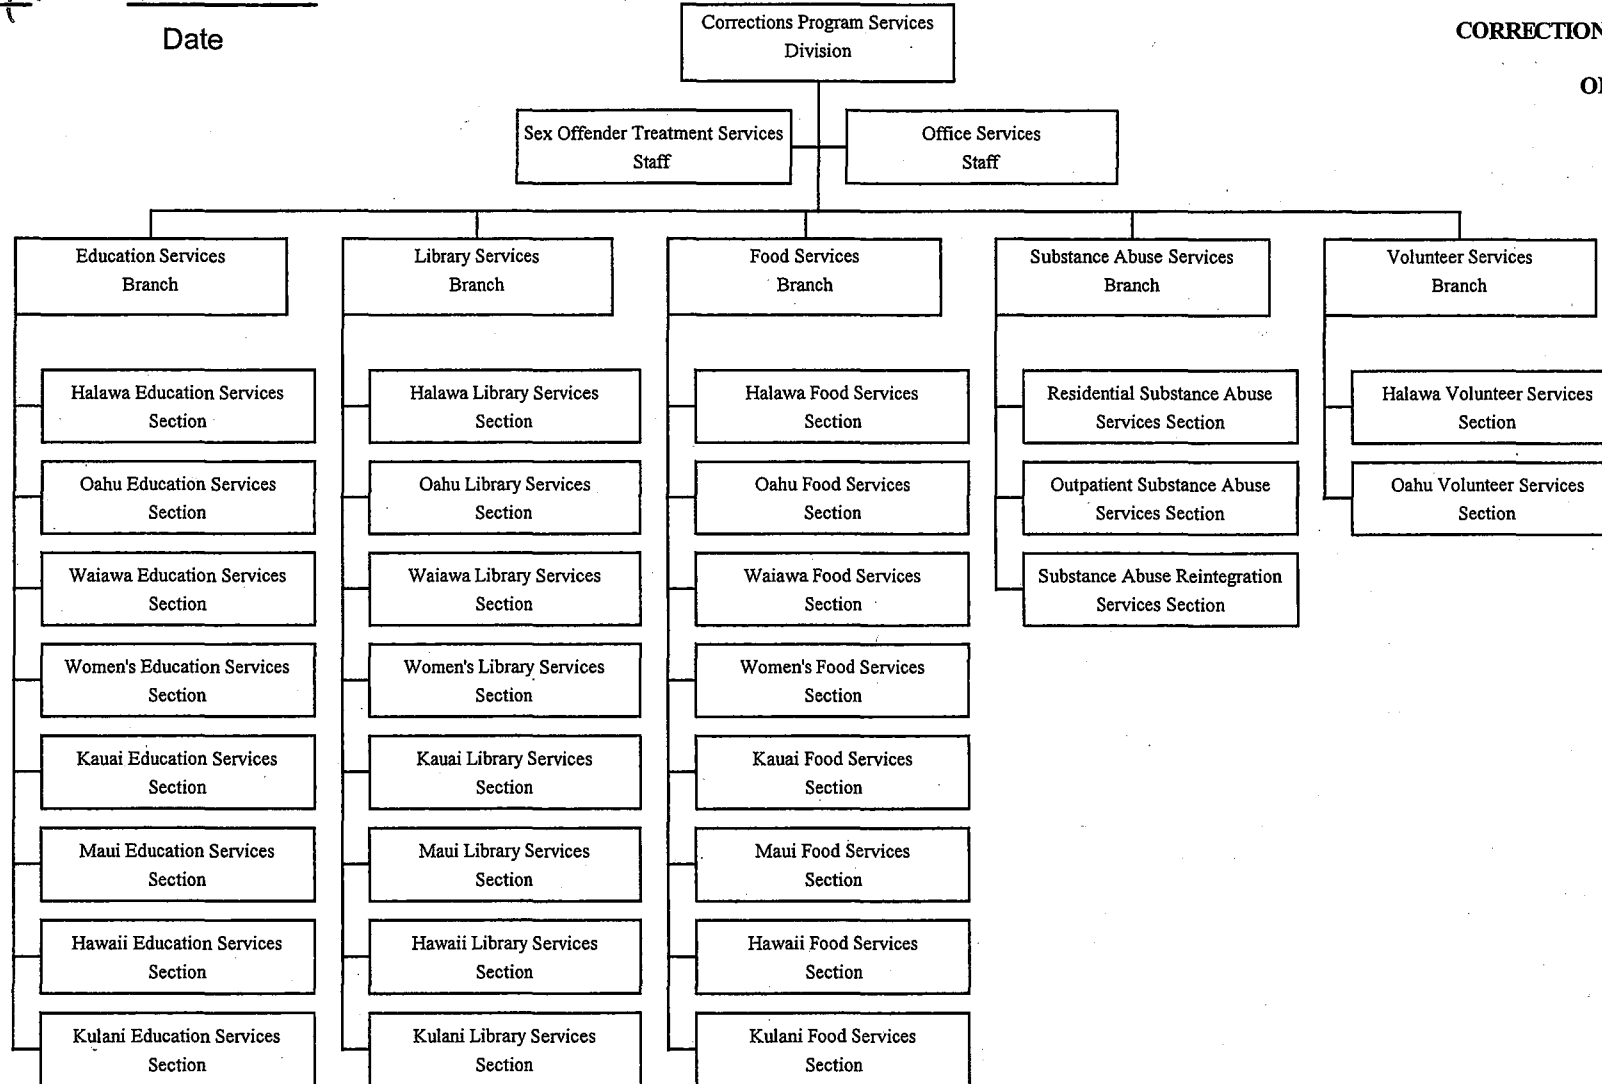 Date
CORRECTION
Corrections Program Services
Division
Sex Offender Treatment Services
Staff
Office Services
Staff
Education Services
Branch
Library Services
Branch
Food Services
Branch
Substance Abuse Services
Branch
Volunteer Services
Branch
Halawa Education Services
Section
Oahu Education Services
Section
Waiawa Education Services
Section
Women's Education Services
Section
Kauai Education Services
Section
Maui Education Services
Section
Hawaii Education Services
Section
Kulani Education Services
Section
Halawa Library Services
Section
Oahu Library Services
Section
Waiawa Library Services
Section
Women's Library Services
Section
Kauai Library Services
Section
Maui Library Services
Section
Hawaii Library Services
Section
Kulani Library Services
Section
Halawa Food Services
Section
Oahu Food Services
Section
Waiawa Food Services
Section
Women's Food Services
Section
Kauai Food Services
Section
Maui Food Services
Section
Hawaii Food Services
Section
Kulani Food Services
Section
Residential Substance Abuse
Services Section
Outpatient Substance Abuse
Services Section
Substance Abuse Reintegration
Services Section
Halawa Volunteer Services
Section
Oahu Volunteer Services
Section